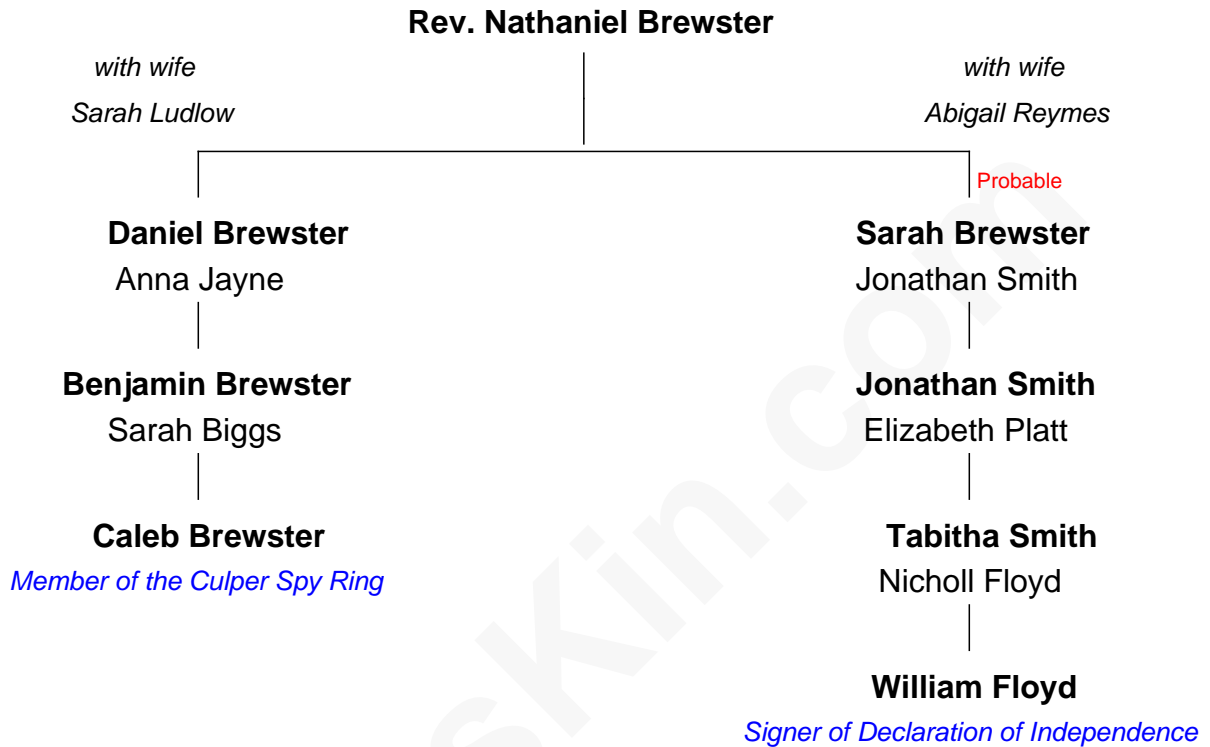 Rev. Nathaniel Brewster
with wife
Sarah Ludlow
with wife
Abigail Reymes
Probable
Daniel Brewster
Anna Jayne
Sarah Brewster
Jonathan Smith
Benjamin Brewster
Sarah Biggs
Jonathan Smith
Elizabeth Platt
Caleb Brewster
Member of the Culper Spy Ring
Tabitha Smith
Nicholl Floyd
William Floyd
Signer of Declaration of Independence
sKin.com